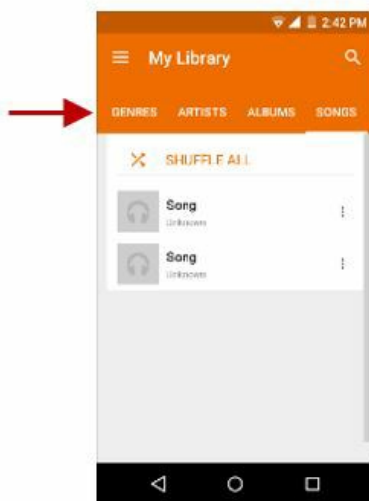 2:42 PM
My Library
GENRES ARTISTS ALBUMS SONGS
SHUFFLE ALL
Song
Unknown
Song
Unknown